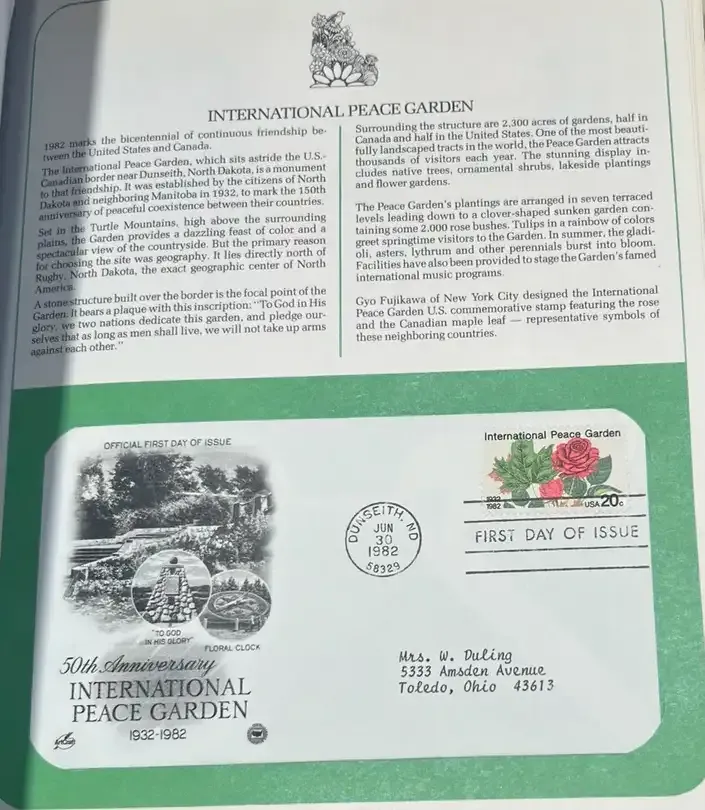 INTERNATIONAL PEACE GARDEN
1982 marks the bicentennial of continuous friendship be-
tween the United States and Canada.
The International Peace Garden, which sits astride the U.S.-
Canadian border near Dunseith, North Dakota, is a monument
to that friendship. It was established by the citizens of North
Dakota and neighboring Manitoba in 1932, to mark the 150th
anniversary of peaceful coexistence between their countries.
Set in the Turtle Mountains, high above the surrounding
plains, the Garden provides a dazzling feast of color and a
spectacular view of the countryside. But the primary reason
for choosing the site was geography. It lies directly north of
Rugby, North Dakota, the exact geographic center of North
America.
A stone structure built over the border is the focal point of the
Garden. It bears a plaque with this inscription: "To God in His
glory, we two nations dedicate this garden, and pledge our-
selves that as long as men shall live, we will not take up arms
against each other."
Surrounding the structure are 2,300 acres of gardens, half in
Canada and half in the United States. One of the most beauti-
fully landscaped tracts in the world, the Peace Garden attracts
thousands of visitors each year. The stunning display in-
cludes native trees, ornamental shrubs, lakeside plantings
and flower gardens.
The Peace Garden's plantings are arranged in seven terraced
levels leading down to a clover-shaped sunken garden con-
taining some 2,000 rose bushes. Tulips in a rainbow of colors
greet springtime visitors to the Garden. In summer, the gladi-
oli, asters, lythrum and other perennials burst into bloom.
Facilities have also been provided to stage the Garden's famed
international music programs.
Gyo Fujikawa of New York City designed the International
Peace Garden U.S. commemorative stamp featuring the rose
and the Canadian maple leaf — representative symbols of
these neighboring countries.
OFFICIAL FIRST DAY OF ISSUE
"TO GOD
IN HIS GLORY"
FLORAL CLOCK
50th Anniversary
INTERNATIONAL
PEACE GARDEN
1932-1982
ArtCraft
DUNSEITH, ND
JUN
30
1982
58329
International Peace Garden
1932
1982
USA 20c
FIRST DAY OF ISSUE
Mrs. W. Duling
5333 Amsden Avenue
Toledo, Ohio 43613